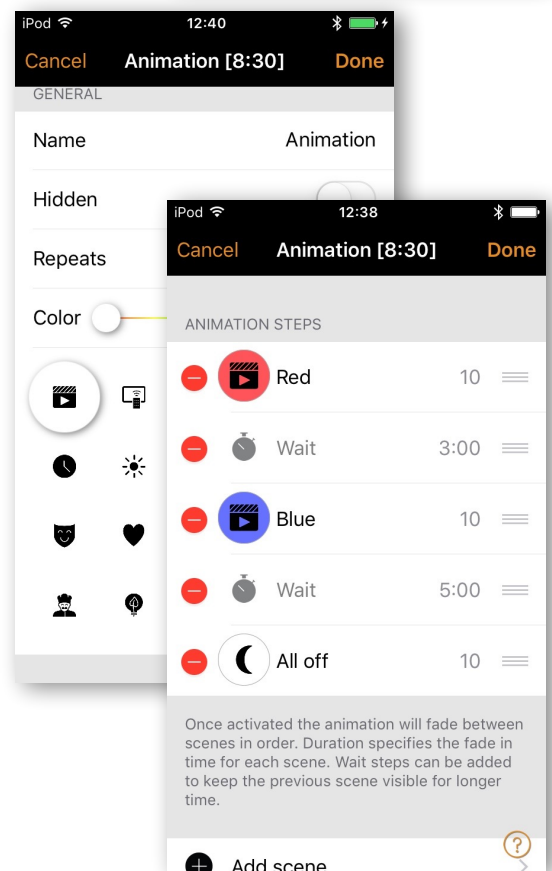 iPod 12:40
Cancel Animation [8:30] Done
GENERAL
Name Animation
Hidden
Repeats
Color
iPod 12:38
Cancel Animation [8:30] Done
ANIMATION STEPS
Red 10
Wait 3:00
Blue 10
Wait 5:00
All off 10
Once activated the animation will fade between
scenes in order. Duration specifies the fade in
time for each scene. Wait steps can be added
to keep the previous scene visible for longer
time.
?
Add scene